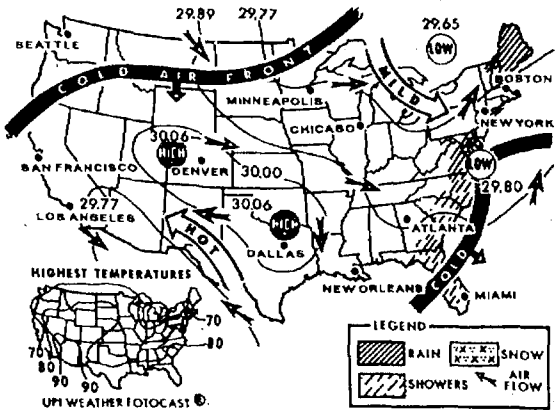 29.89 29.77
29.65
SEATTLE
LOW
COLD AIR FRONT
MILD
BOSTON
MINNEAPOLIS
NEW YORK
CHICAGO
30.06
HIGH
SAN FRANCISCO
DENVER
30.00
LOW
29.80
29.77
30.06
LOS ANGELES
HIGH
ATLANTA
HOT
DALLAS
COLD
HIGHEST TEMPERATURES
NEW ORLEANS
MIAMI
70
80
70
80
90 90
LEGEND
RAIN
SNOW
SHOWERS
AIR FLOW
UPI WEATHER FOTOCAST ®